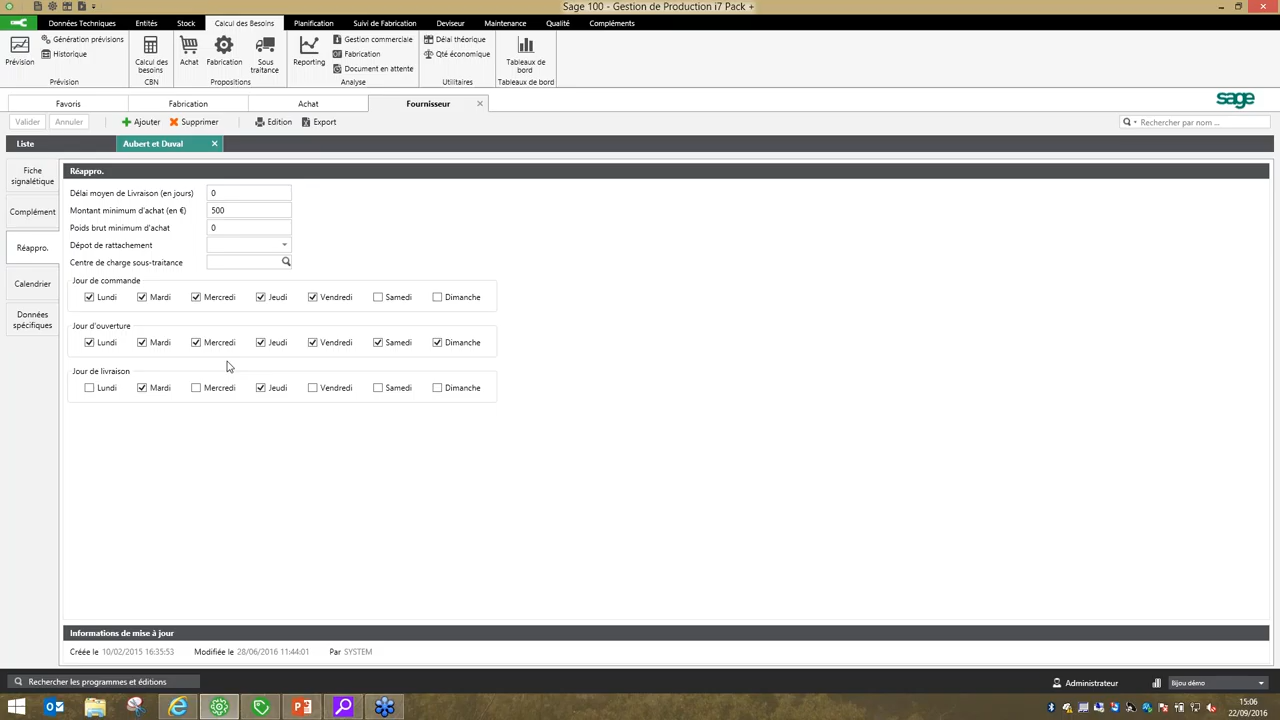 Sage 100 - Gestion de Production i7 Pack +
Données Techniques Entités Stock Calcul des Besoins Planification Suivi de Fabrication Deviseur Maintenance Qualité Compléments
Prévision
Génération prévisions
Historique
Prévision
Calcul des besoins
CBN
Achat
Fabrication
Sous traitance
Propositions
Reporting
Gestion commerciale
Fabrication
Document en attente
Analyse
Délai théorique
Qté économique
Utilitaires
Tableaux de bord
Tableaux de bord
Favoris Fabrication Achat Fournisseur
sage
Valider Annuler Ajouter Supprimer Edition Export Rechercher par nom ...
Liste Aubert et Duval
Fiche signalétique
Complément
Réappro.
Calendrier
Données spécifiques
Réappro.
Délai moyen de Livraison (en jours) 0
Montant minimum d'achat (en €) 500
Poids brut minimum d'achat 0
Dépot de rattachement
Centre de charge sous-traitance
Jour de commande
Lundi Mardi Mercredi Jeudi Vendredi Samedi Dimanche
Jour d'ouverture
Lundi Mardi Mercredi Jeudi Vendredi Samedi Dimanche
Jour de livraison
Lundi Mardi Mercredi Jeudi Vendredi Samedi Dimanche
Informations de mise à jour
Créée le 10/02/2015 16:35:53 Modifiée le 28/06/2016 11:44:01 Par SYSTEM
Rechercher les programmes et éditions Administrateur Bijou démo
15:06
22/09/2016